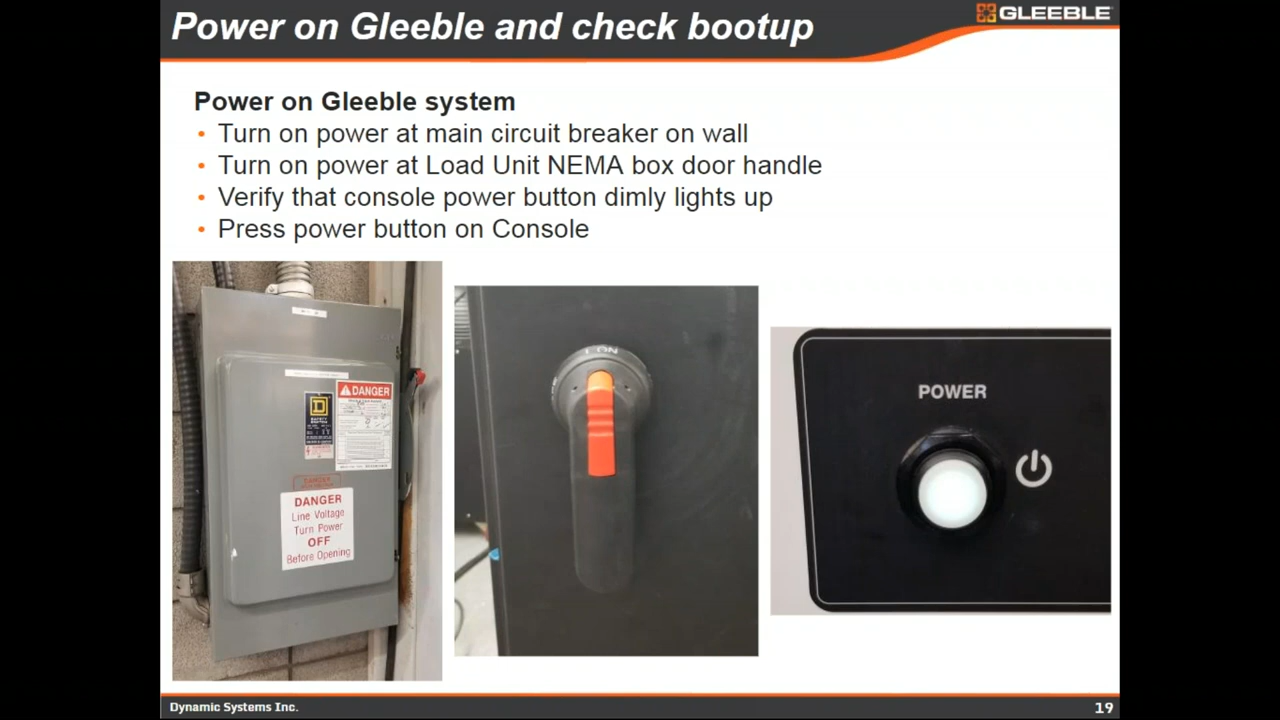 Power on Gleeble and check bootup
GLEEBLE
Power on Gleeble system
• Turn on power at main circuit breaker on wall
• Turn on power at Load Unit NEMA box door handle
• Verify that console power button dimly lights up
• Press power button on Console
DANGER
D
DANGER
Line Voltage
Turn Power
OFF
Before Opening
I ON
POWER
Dynamic Systems Inc.
19